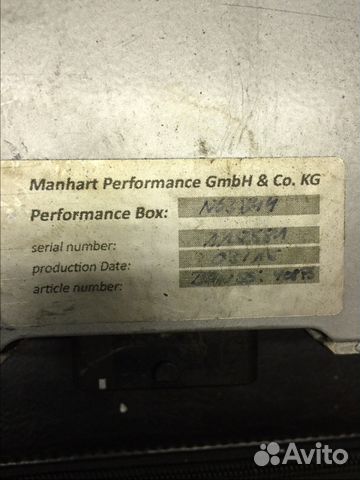 Manhart Performance GmbH & Co. KG
Performance Box:
serial number:
production Date:
article number:
Avito